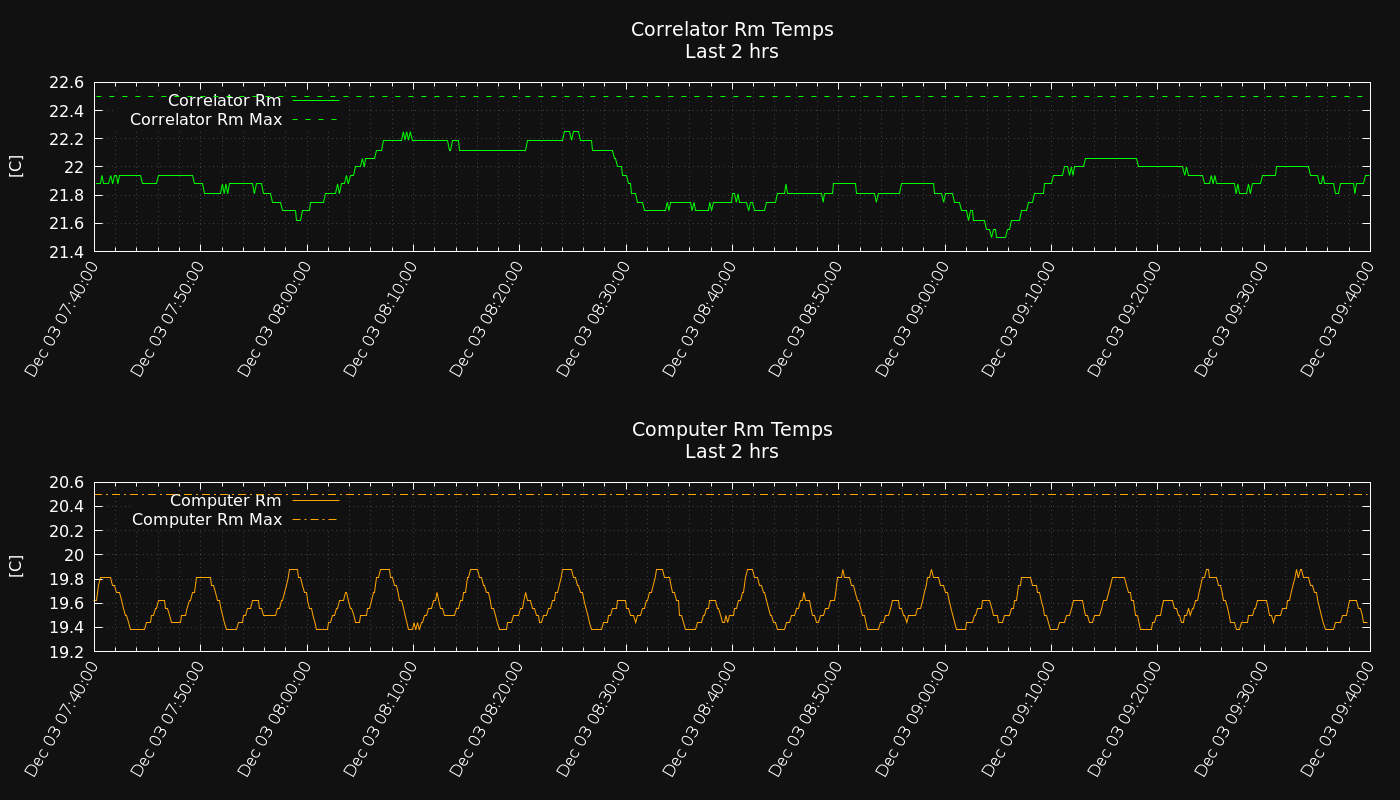 Correlator Rm Temps
Last 2 hrs
22.6
22.4
22.2
22
21.8
21.6
21.4
[C]
Correlator Rm
Correlator Rm Max
Dec 03 07:40:00
Dec 03 07:50:00
Dec 03 08:00:00
Dec 03 08:10:00
Dec 03 08:20:00
Dec 03 08:30:00
Dec 03 08:40:00
Dec 03 08:50:00
Dec 03 09:00:00
Dec 03 09:10:00
Dec 03 09:20:00
Dec 03 09:30:00
Dec 03 09:40:00
Computer Rm Temps
Last 2 hrs
20.6
20.4
20.2
20
19.8
19.6
19.4
19.2
[C]
Computer Rm
Computer Rm Max
Dec 03 07:40:00
Dec 03 07:50:00
Dec 03 08:00:00
Dec 03 08:10:00
Dec 03 08:20:00
Dec 03 08:30:00
Dec 03 08:40:00
Dec 03 08:50:00
Dec 03 09:00:00
Dec 03 09:10:00
Dec 03 09:20:00
Dec 03 09:30:00
Dec 03 09:40:00